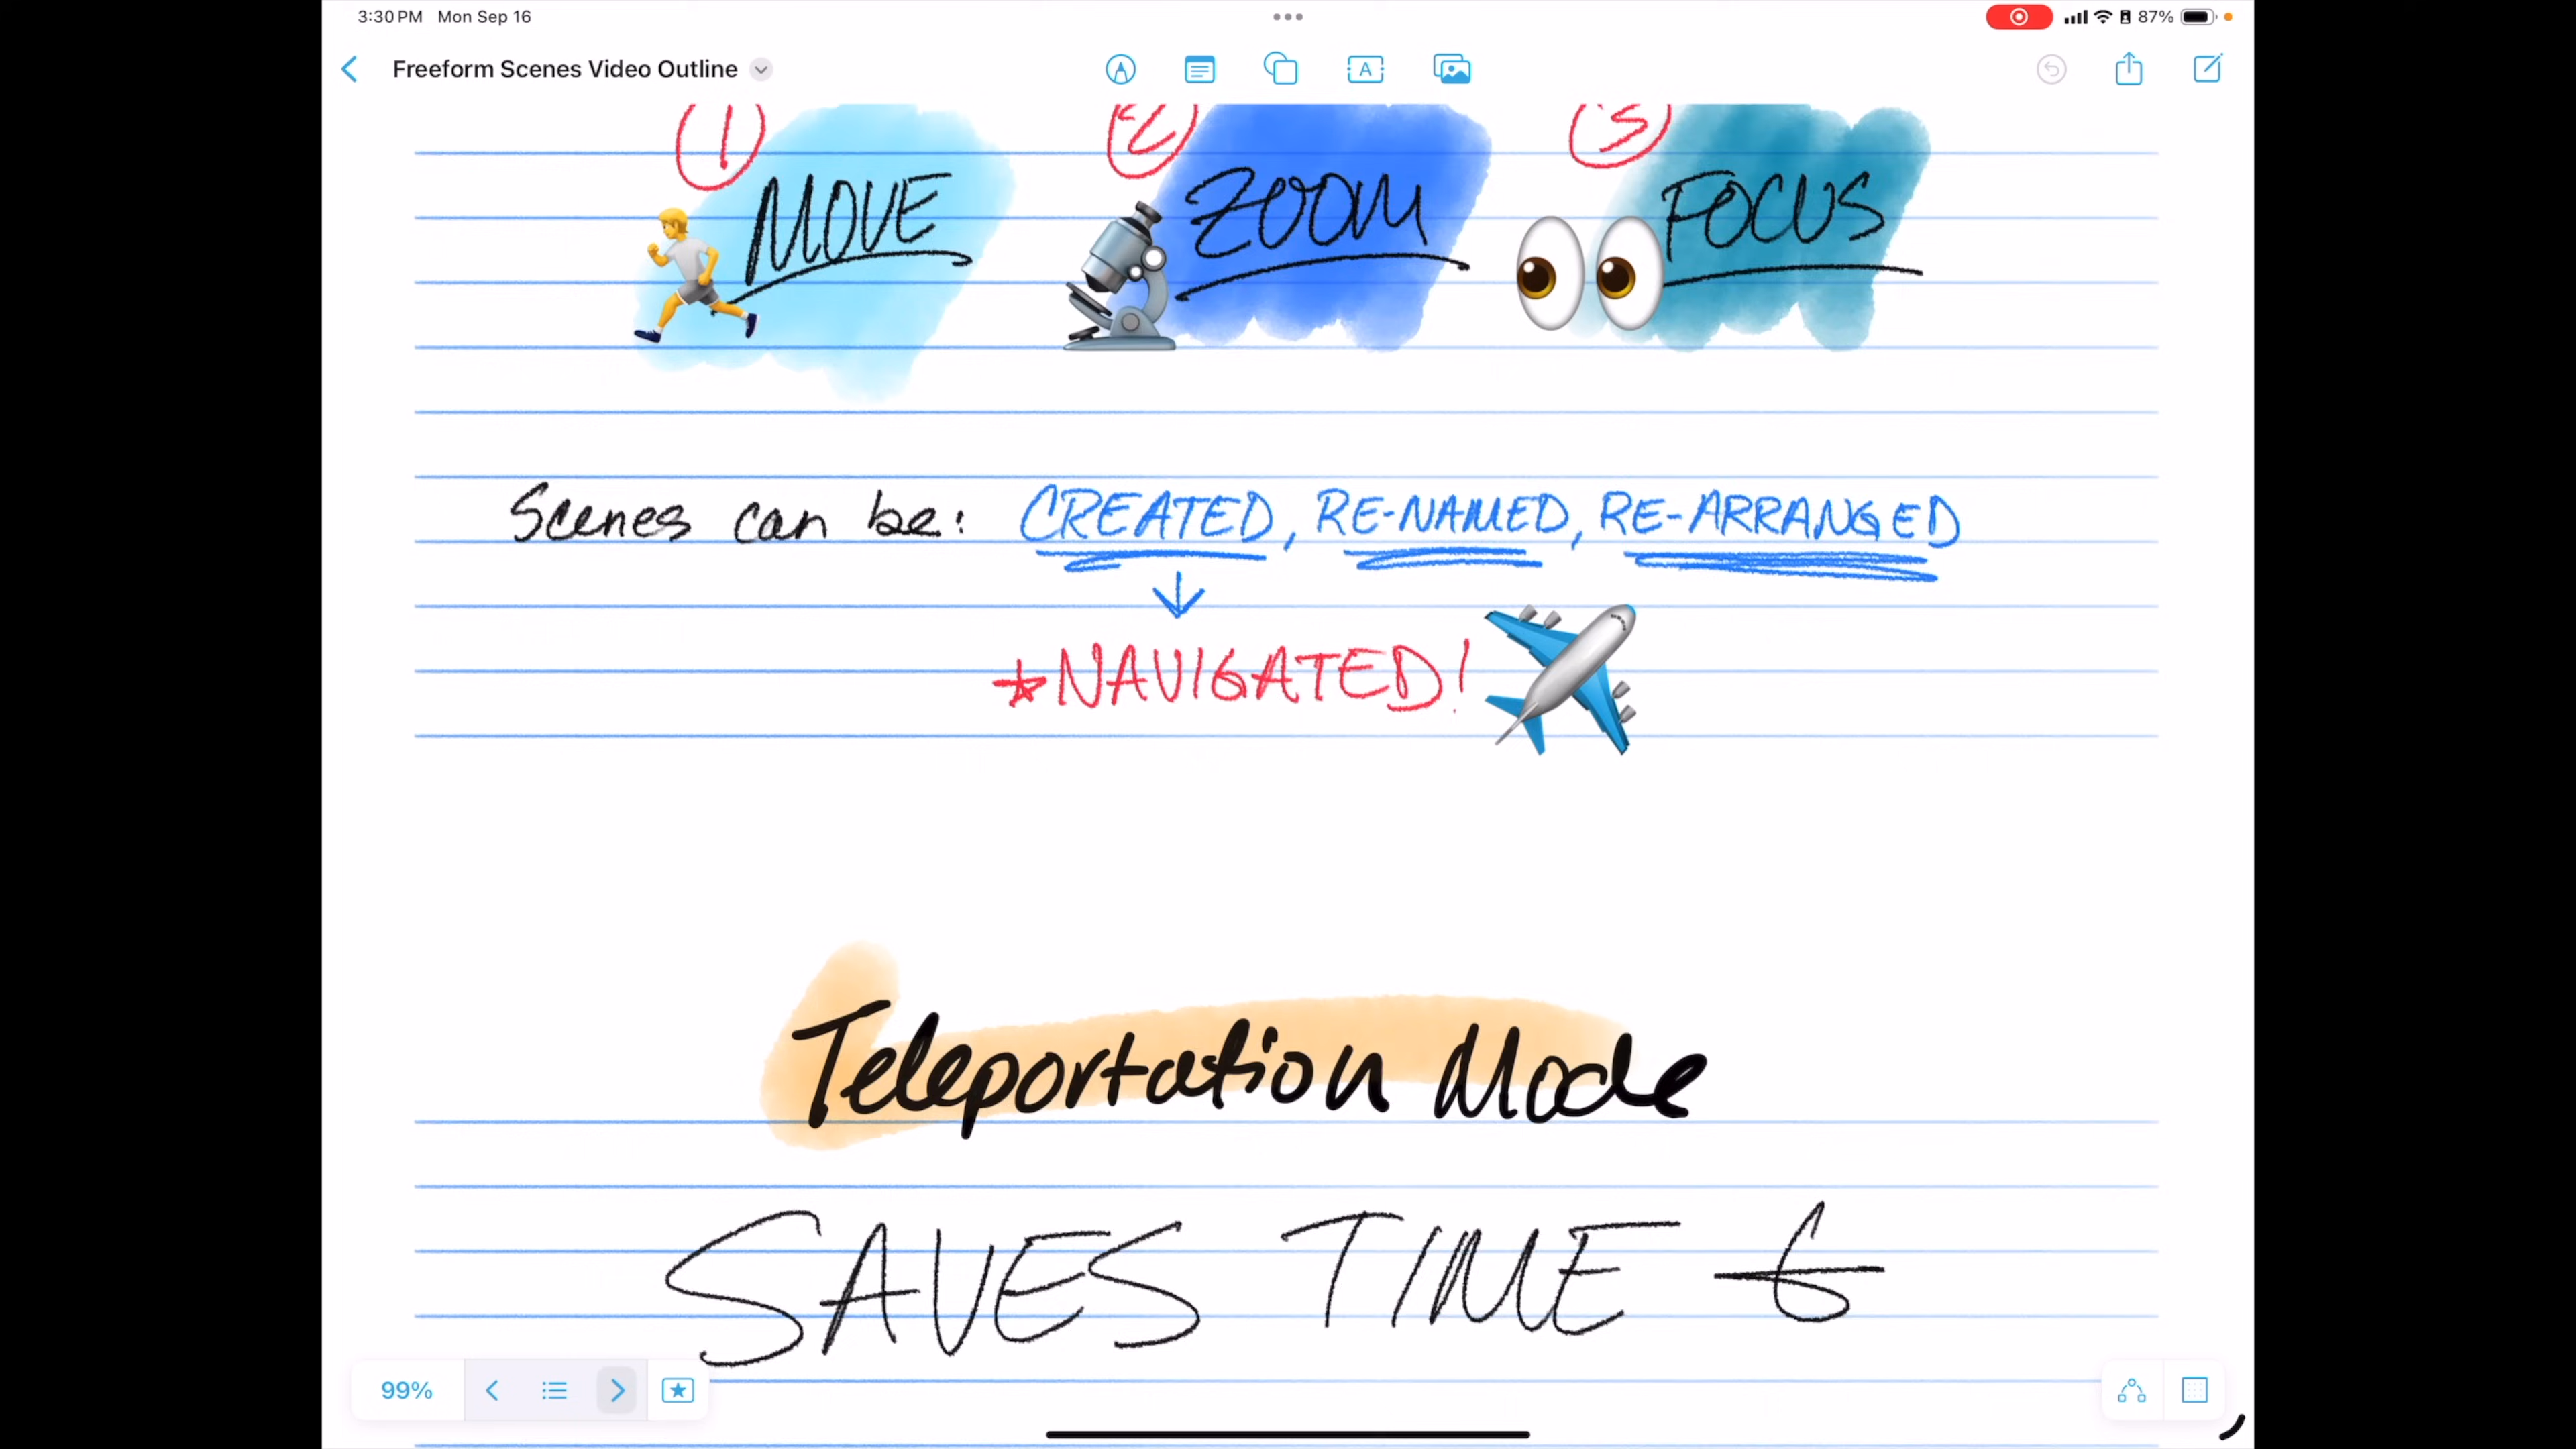 3:30 PM Mon Sep 16
87%
Freeform Scenes Video Outline
A
1 2 3
MOVE ZOOM FOCUS
Scenes can be: CREATED, RE-NAMED, RE-ARRANGED
NAVIGATED!
Teleportation Mode
SAVES TIME
99%